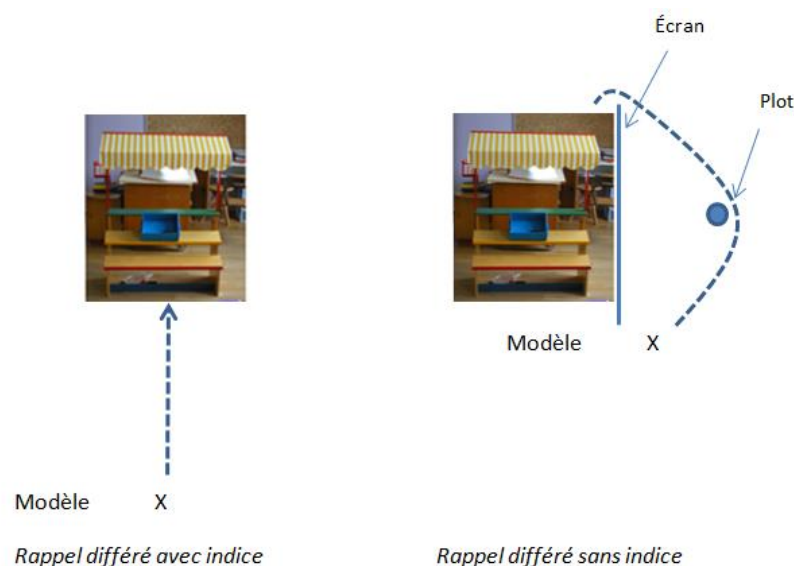 Écran
Plot
Modèle X
Modèle X
Rappel différé avec indice
Rappel différé sans indice